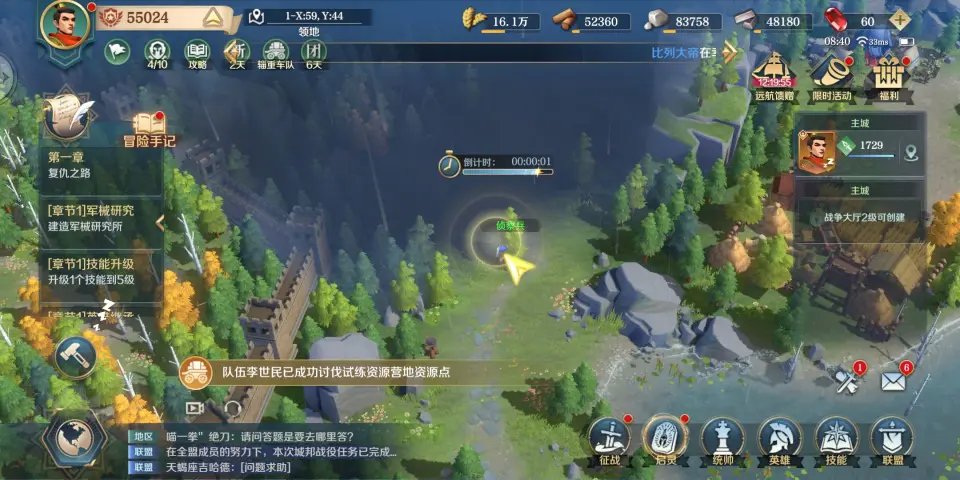 55024
1-X:59, Y:44
领地
16.1万
52360
83758
48180
60
08:40
33ms
4/10
攻略
折
2天
辎重车队
团
6天
比列大帝在
12:19:55
远航馈赠
限时活动
福利
冒险手记
第一章
复仇之路
[章节1]军械研究
建造军械研究所
[章节1]技能升级
升级1个技能到5级
倒计时: 00:00:01
侦察兵
主城
1729
主城
战争大厅2级可创建
队伍李世民已成功讨伐试练资源营地资源点
1
6
地区 喵一拳”绝刀: 请问答题是要去哪里答?
联盟 在全盟成员的努力下, 本次城邦战役任务已完成...
联盟 天蝎座吉哈德: [问题求助]
征战
启灵
统帅
英雄
技能
联盟